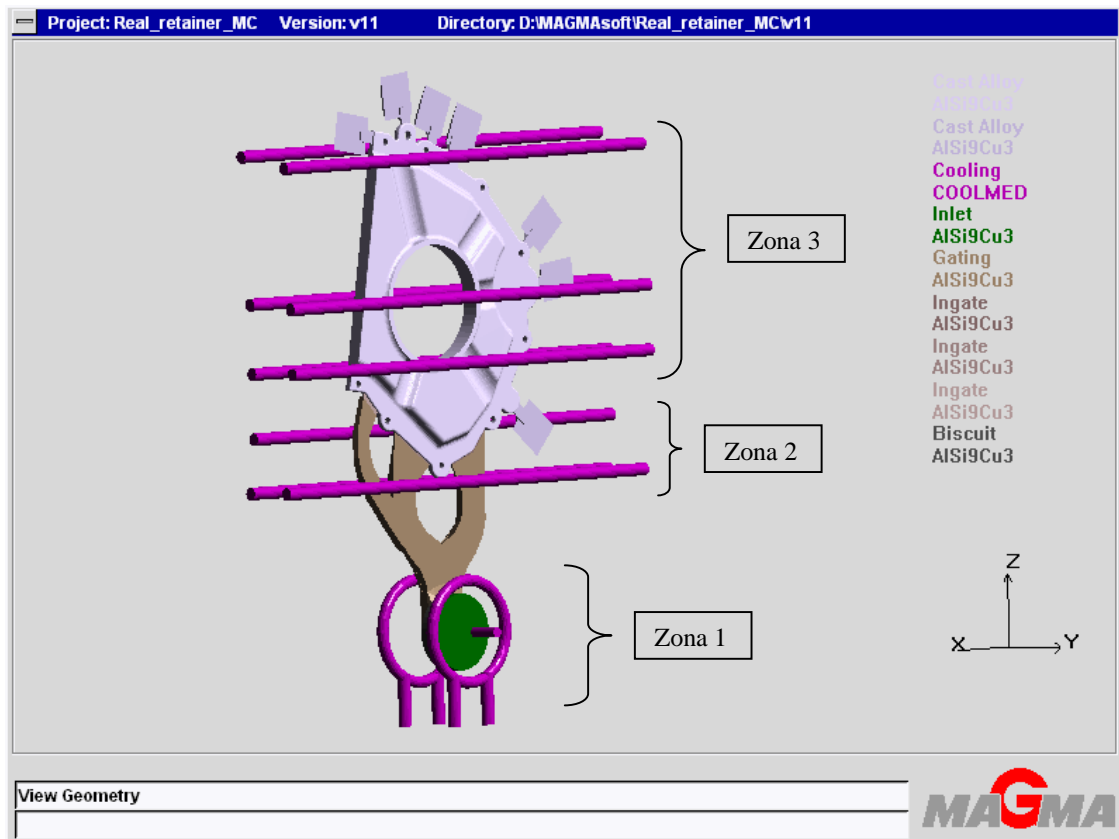 Project: Real_retainer_MC Version: v11 Directory: D:\MAGMAsoft\Real_retainer_MC\v11
Cast Alloy
AlSi9Cu3
Cast Alloy
AlSi9Cu3
Cooling
COOLMED
Inlet
AlSi9Cu3
Gating
AlSi9Cu3
Ingate
AlSi9Cu3
Ingate
AlSi9Cu3
Ingate
AlSi9Cu3
Biscuit
AlSi9Cu3
Zona 3
Zona 2
Zona 1
Z
X
Y
View Geometry
MAGMA